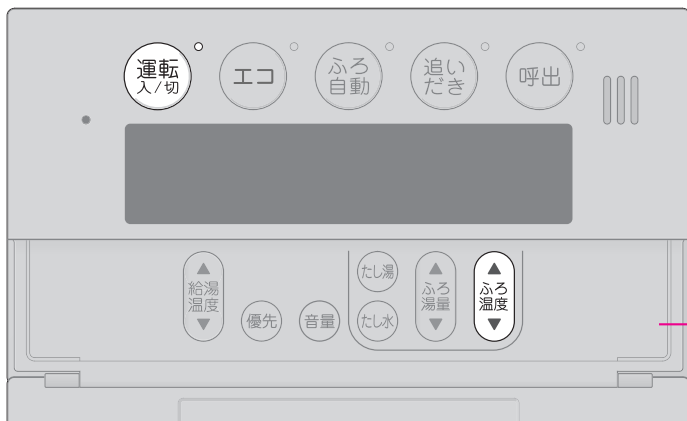 運転
入/切
エコ
ふろ
自動
追い
だき
呼出
給湯
温度
優先
音量
たし湯
たし水
ふろ
湯量
ふろ
温度